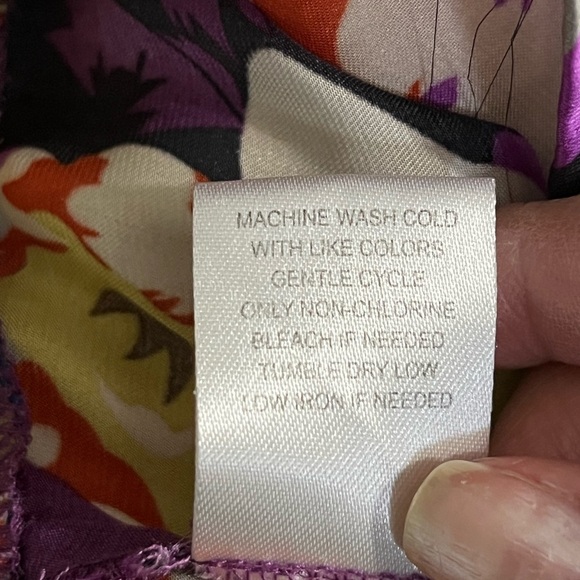 MACHINE WASH COLD
WITH LIKE COLORS
GENTLE CYCLE
ONLY NON-CHLORINE
BLEACH IF NEEDED
TUMBLE DRY LOW
LOW IRON IF NEEDED